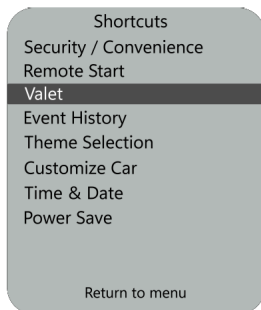 Shortcuts
Security / Convenience
Remote Start
Valet
Event History
Theme Selection
Customize Car
Time & Date
Power Save
Return to menu